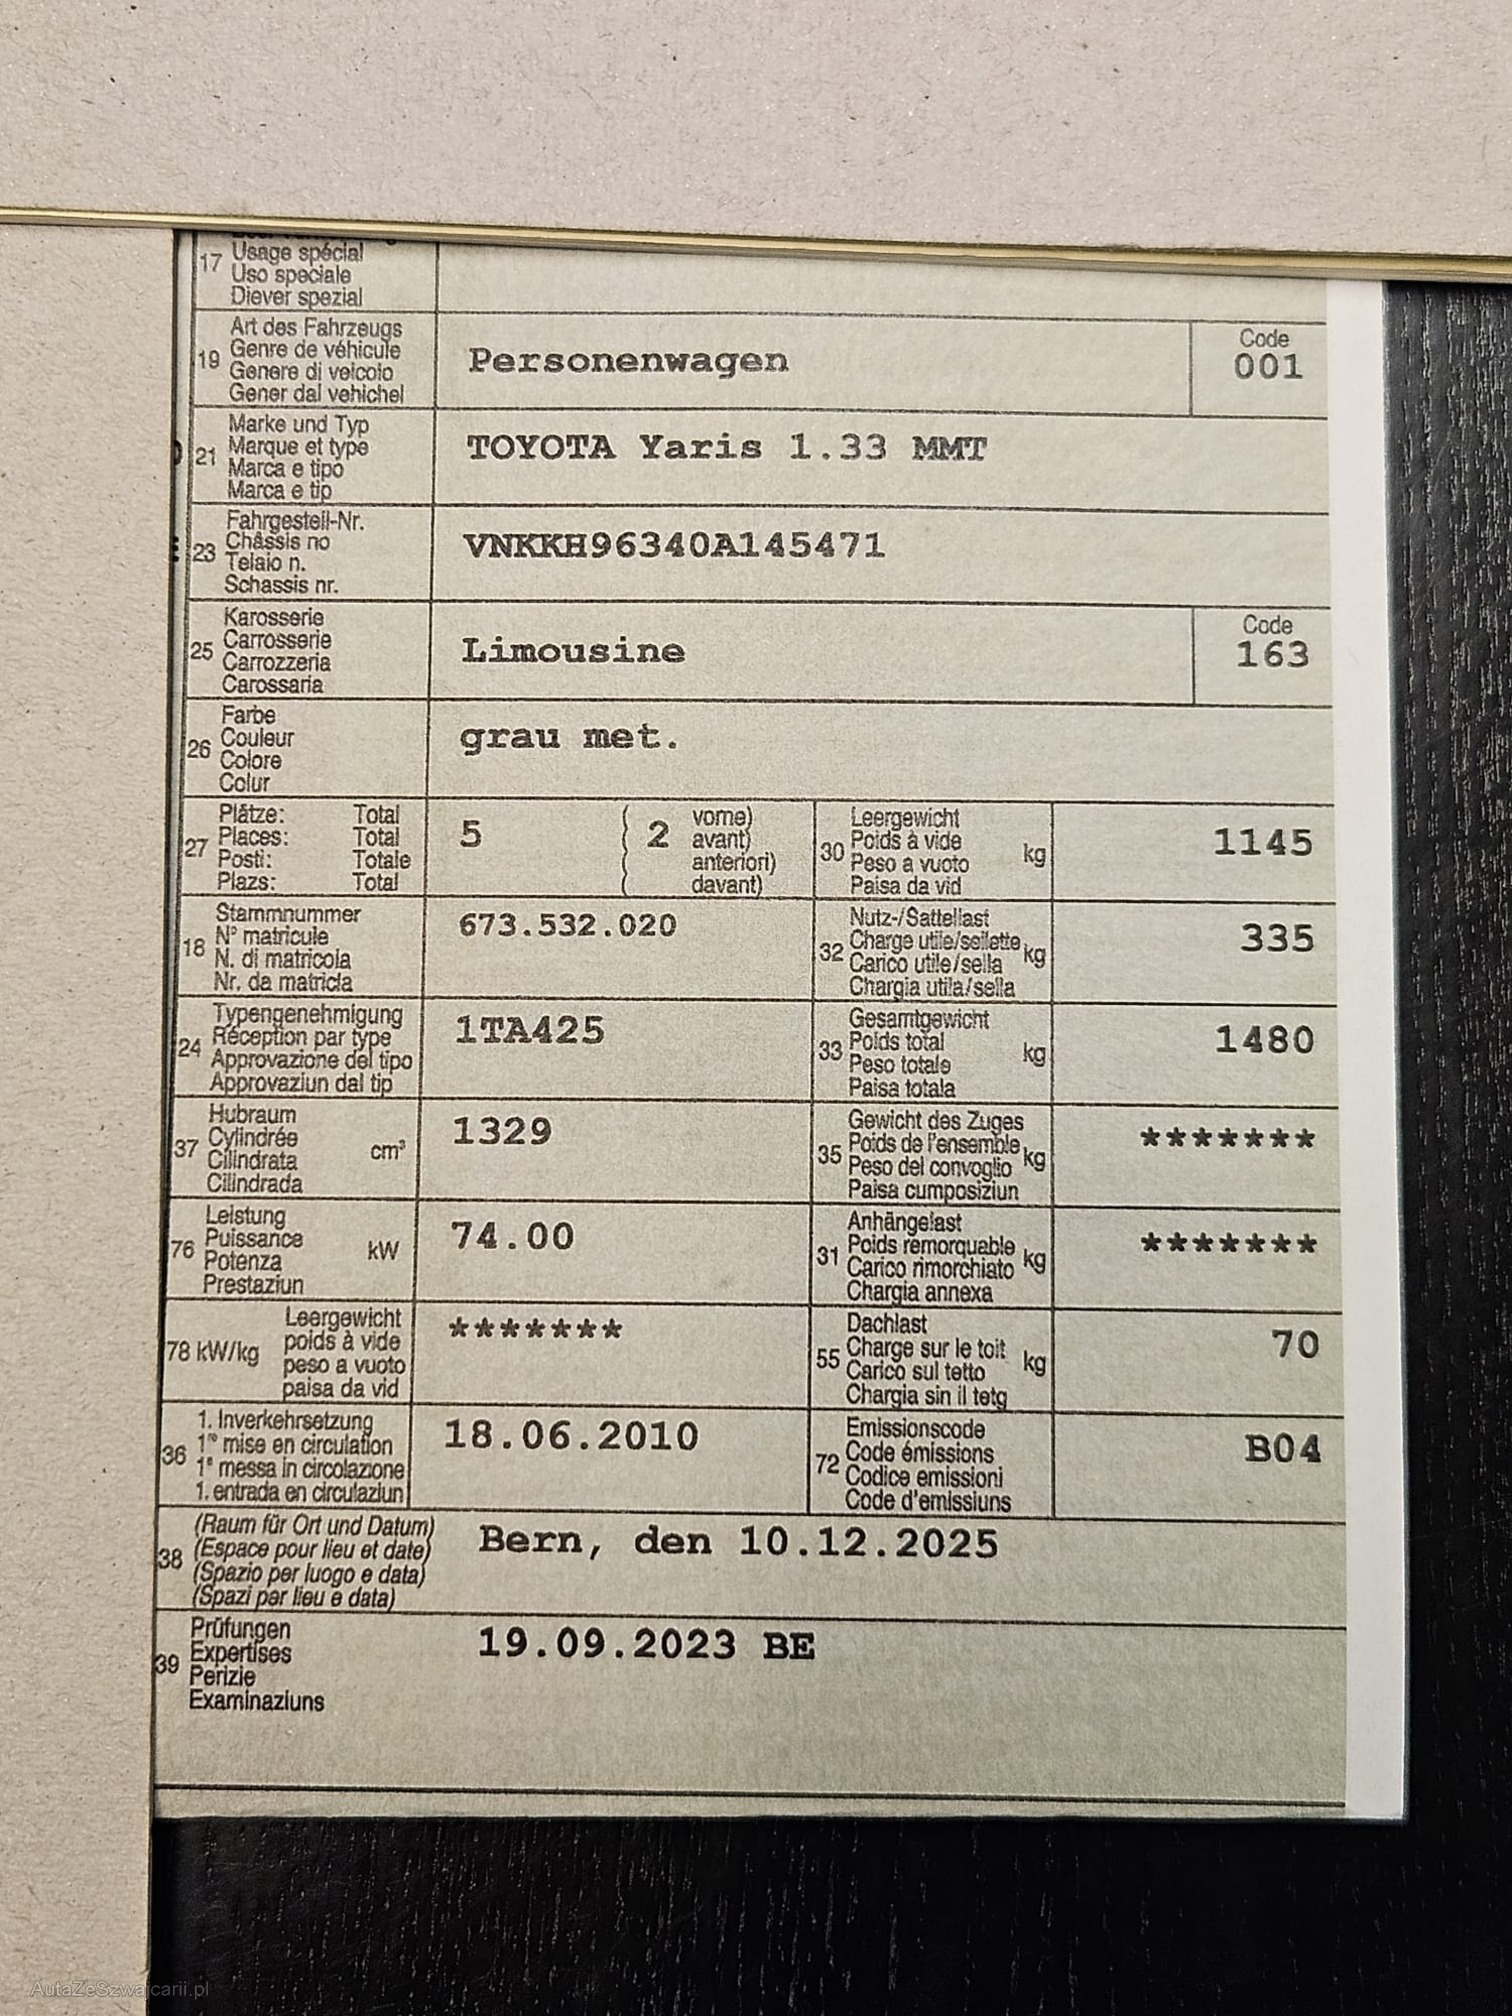 17 Usage spécial
Uso speciale
Diever spezial
19 Art des Fahrzeugs
Genre de véhicule
Genere di veicolo
Gener dal vehichel
Personenwagen
Code
001
21 Marke und Typ
Marque et type
Marca e tipo
Marca e tip
TOYOTA Yaris 1.33 MMT
23 Fahrgestell-Nr.
Châssis no
Telaio n.
Schassis nr.
VNKKH96340A145471
25 Karosserie
Carrosserie
Carrozzeria
Carossaria
Limousine
Code
163
26 Farbe
Couleur
Colore
Colur
grau met.
27 Plätze: Total
Places: Total
Posti: Totale
Plazs: Total
5 ( 2 vorne)
avant)
anteriori)
davant)
30 Leergewicht
Poids à vide
Peso a vuoto
Paisa da vid
kg
1145
18 Stammnummer
N° matricule
N. di matricola
Nr. da matricla
673.532.020
32 Nutz-/Sattellast
Charge utile/sellette
Carico utile/sella
Chargia utila/sella
kg
335
24 Typengenehmigung
Réception par type
Approvazione del tipo
Approvaziun dal tip
1TA425
33 Gesamtgewicht
Poids total
Peso totale
Paisa totala
kg
1480
37 Hubraum
Cylindrée
Cilindrata
Cilindrada
cm³
1329
35 Gewicht des Zuges
Poids de l'ensemble
Peso del convoglio
Paisa cumposiziun
kg
*******
76 Leistung
Puissance
Potenza
Prestaziun
kW
74.00
31 Anhängelast
Poids remorquable
Carico rimorchiato
Chargia annexa
kg
*******
78 kW/kg Leergewicht
poids à vide
peso a vuoto
paisa da vid
*******
55 Dachlast
Charge sur le toit
Carico sul tetto
Chargia sin il tetg
kg
70
36 1. Inverkehrsetzung
1re mise en circulation
1a messa in circolazione
1. entrada en circulaziun
18.06.2010
72 Emissionscode
Code émissions
Codice emissioni
Code d'emissiuns
B04
38 (Raum für Ort und Datum)
(Espace pour lieu et date)
(Spazio per luogo e data)
(Spazi per lieu e data)
Bern, den 10.12.2025
39 Prüfungen
Expertises
Perizie
Examinaziuns
19.09.2023 BE
AutaZeSzwajcarii.pl